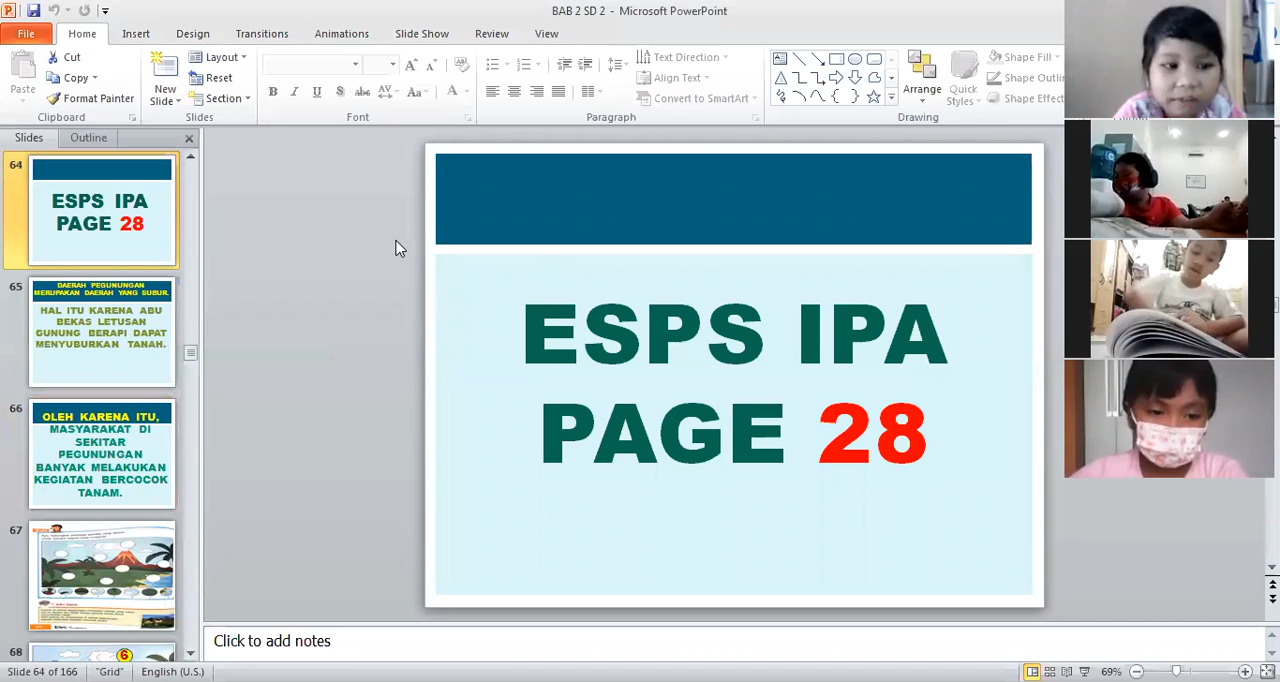 BAB 2 SD 2 - Microsoft PowerPoint
File Home Insert Design Transitions Animations Slide Show Review View
Paste
Cut
Copy
Format Painter
Clipboard
New Slide
Layout
Reset
Section
Slides
Font
Text Direction
Align Text
Convert to SmartArt
Paragraph
Arrange
Quick Styles
Shape Fill
Shape Outli
Shape Effect
Drawing
Slides Outline
64
ESPS IPA
PAGE 28
65
DAERAH PEGUNUNGAN
MERUPAKAN DAERAH YANG SUBUR.
HAL ITU KARENA ABU
BEKAS LETUSAN
GUNUNG BERAPI DAPAT
MENYUBURKAN TANAH.
66
OLEH KARENA ITU,
MASYARAKAT DI
SEKITAR
PEGUNUNGAN
BANYAK MELAKUKAN
KEGIATAN BERCOCOK
TANAM.
67
68
6
ESPS IPA
PAGE 28
Click to add notes
Slide 64 of 166 "Grid" English (U.S.) 69%